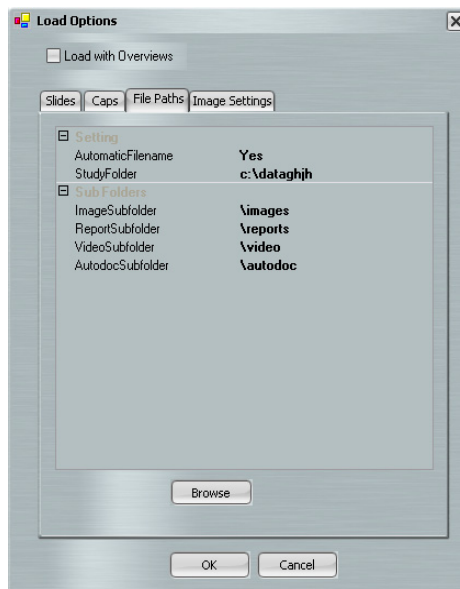 Load Options
Load with Overviews
Slides Caps File Paths Image Settings
Setting
AutomaticFilename Yes
StudyFolder c:\dataghjh
Sub Folders
ImageSubfolder \images
ReportSubfolder \reports
VideoSubfolder \video
AutodocSubfolder \autodoc
Browse
OK Cancel